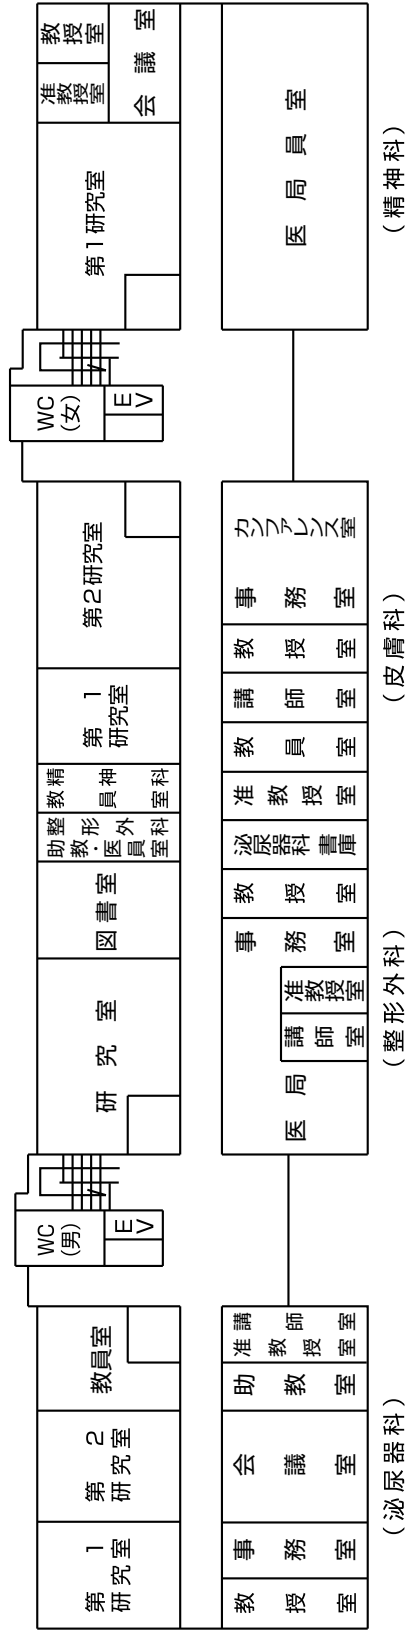 第1
研究室
第2
研究室
教員室
WC
(男)
EV
研究室
図書室
整形外科
助教・医員室
精神科
教員室
第1
研究室
第2研究室
WC
(女)
EV
第1研究室
准教授室
教授室
会議室
教授室
事務室
会議室
助教室
講師室
准教授室
医局
講師室
准教授室
事務室
教授室
泌尿器科書庫
准教授室
教員室
講師室
教授室
事務室
カンファレンス室
医局員室
(泌尿器科)
(整形外科)
(皮膚科)
(精神科)